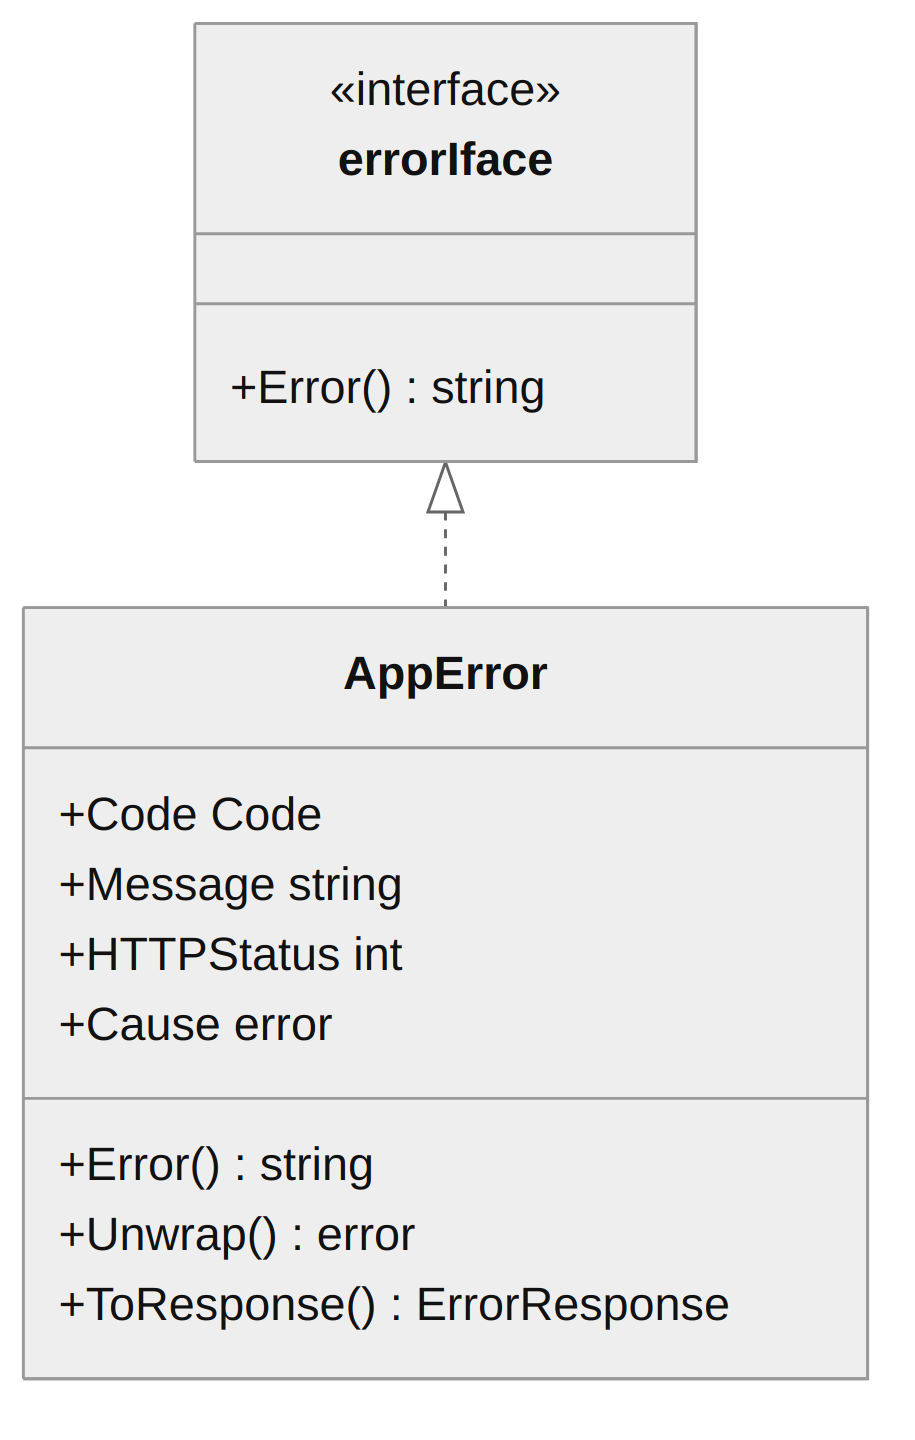 «interface»
errorIface
+Error() : string
AppError
+Code Code
+Message string
+HTTPStatus int
+Cause error
+Error() : string
+Unwrap() : error
+ToResponse() : ErrorResponse